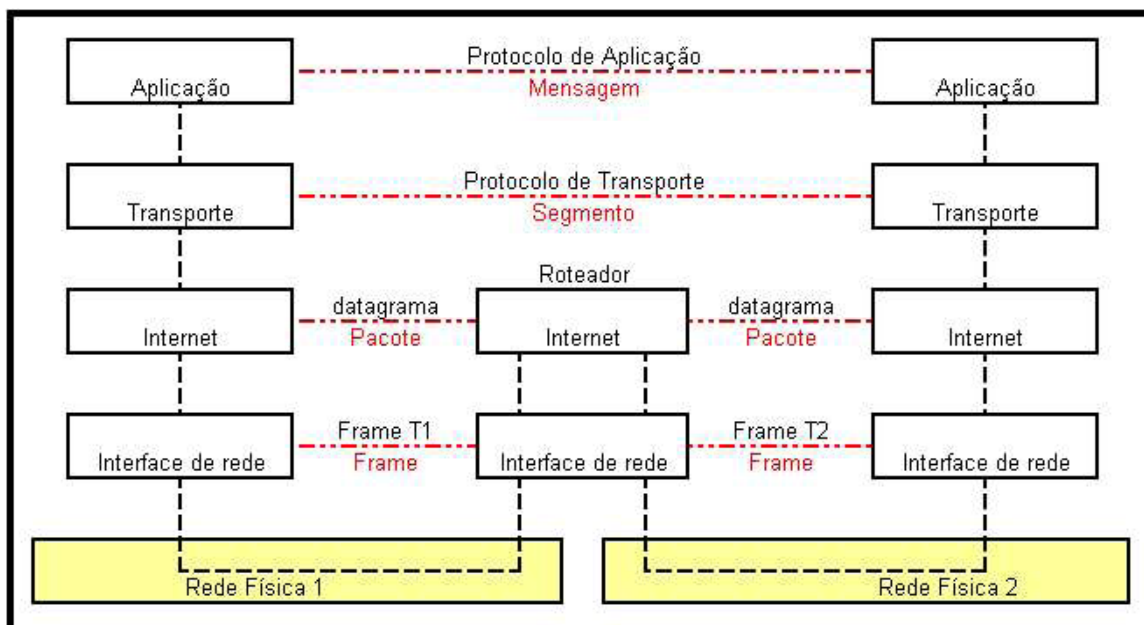 Protocolo de Aplicação
Aplicação
Mensagem
Aplicação
Protocolo de Transporte
Transporte
Segmento
Transporte
Roteador
datagrama
datagrama
Internet
Pacote
Internet
Pacote
Internet
Frame T1
Frame T2
Interface de rede
Frame
Interface de rede
Frame
Interface de rede
Rede Física 1
Rede Física 2